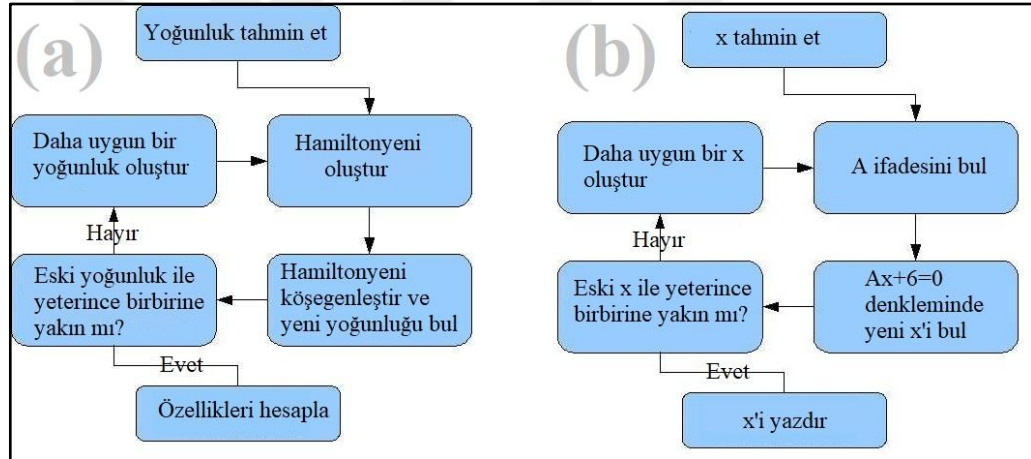 (a)
Yoğunluk tahmin et
Daha uygun bir
yoğunluk oluştur
Hamiltonyeni
oluştur
Hayır
Eski yoğunluk ile
yeterince birbirine
yakın mı?
Hamiltonyeni
köşegenleştir ve
yeni yoğunluğu bul
Evet
Özellikleri hesapla
(b)
x tahmin et
Daha uygun bir x
oluştur
A ifadesini bul
Hayır
Eski x ile yeterince
birbirine yakın mı?
Ax+6=0
denkleminde
yeni x'i bul
Evet
x'i yazdır